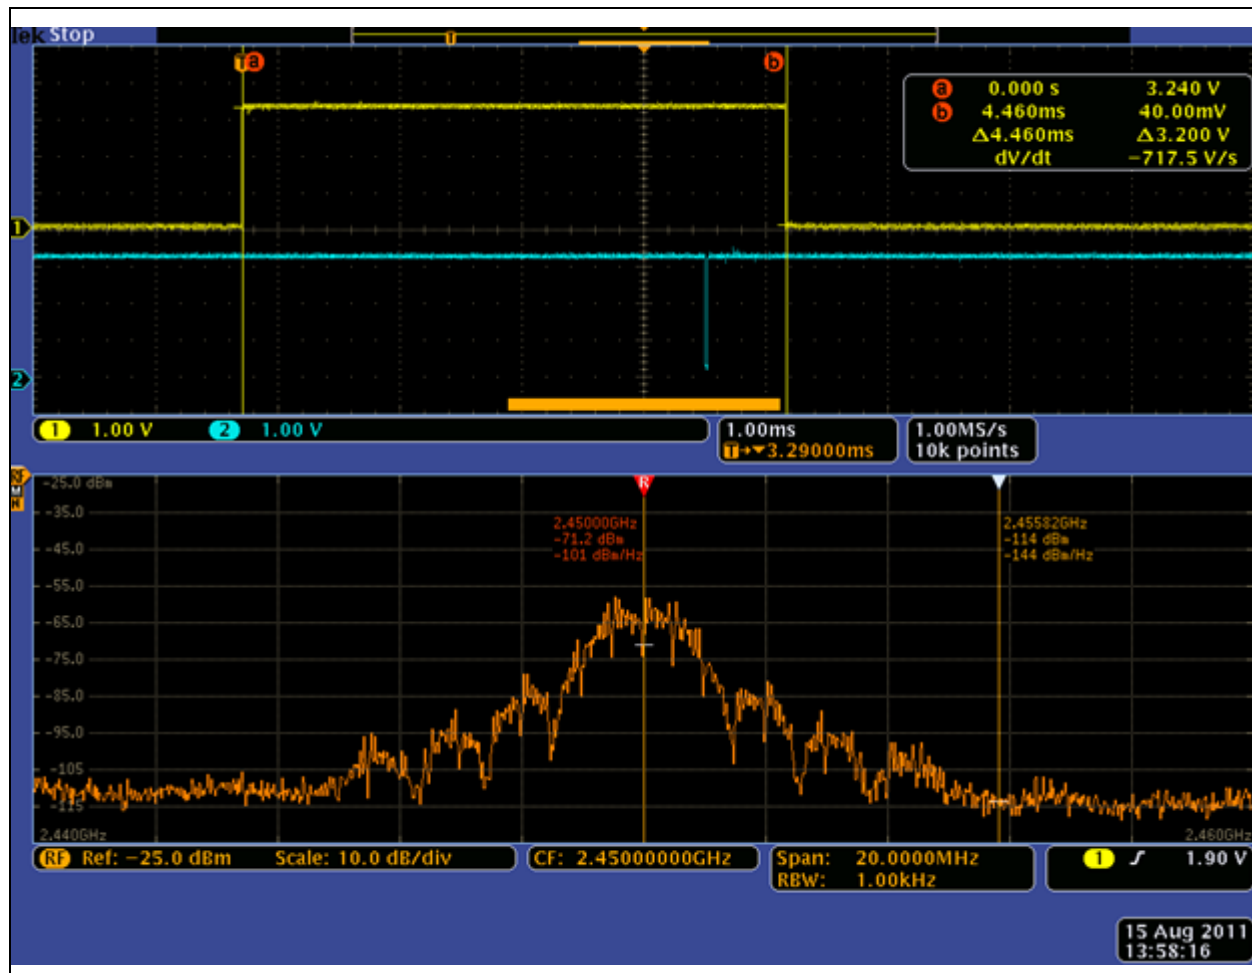 Tek Stop
T
T a b
a 0.000 s 3.240 V
b 4.460ms 40.00mV
Δ4.460ms Δ3.200 V
dV/dt −717.5 V/s
1
2
1 1.00 V 2 1.00 V
1.00ms
T→▼3.29000ms
1.00MS/s
10k points
RF
M
N
-25.0 dBm
-35.0
-45.0
-55.0
-65.0
-75.0
-85.0
-95.0
-105
-115
R
2.45000GHz
-71.2 dBm
-101 dBm/Hz
2.45582GHz
-114 dBm
-144 dBm/Hz
2.440GHz
2.460GHz
RF Ref: −25.0 dBm Scale: 10.0 dB/div
CF: 2.45000000GHz
Span: 20.0000MHz
RBW: 1.00kHz
1 1.90 V
15 Aug 2011
13:58:16